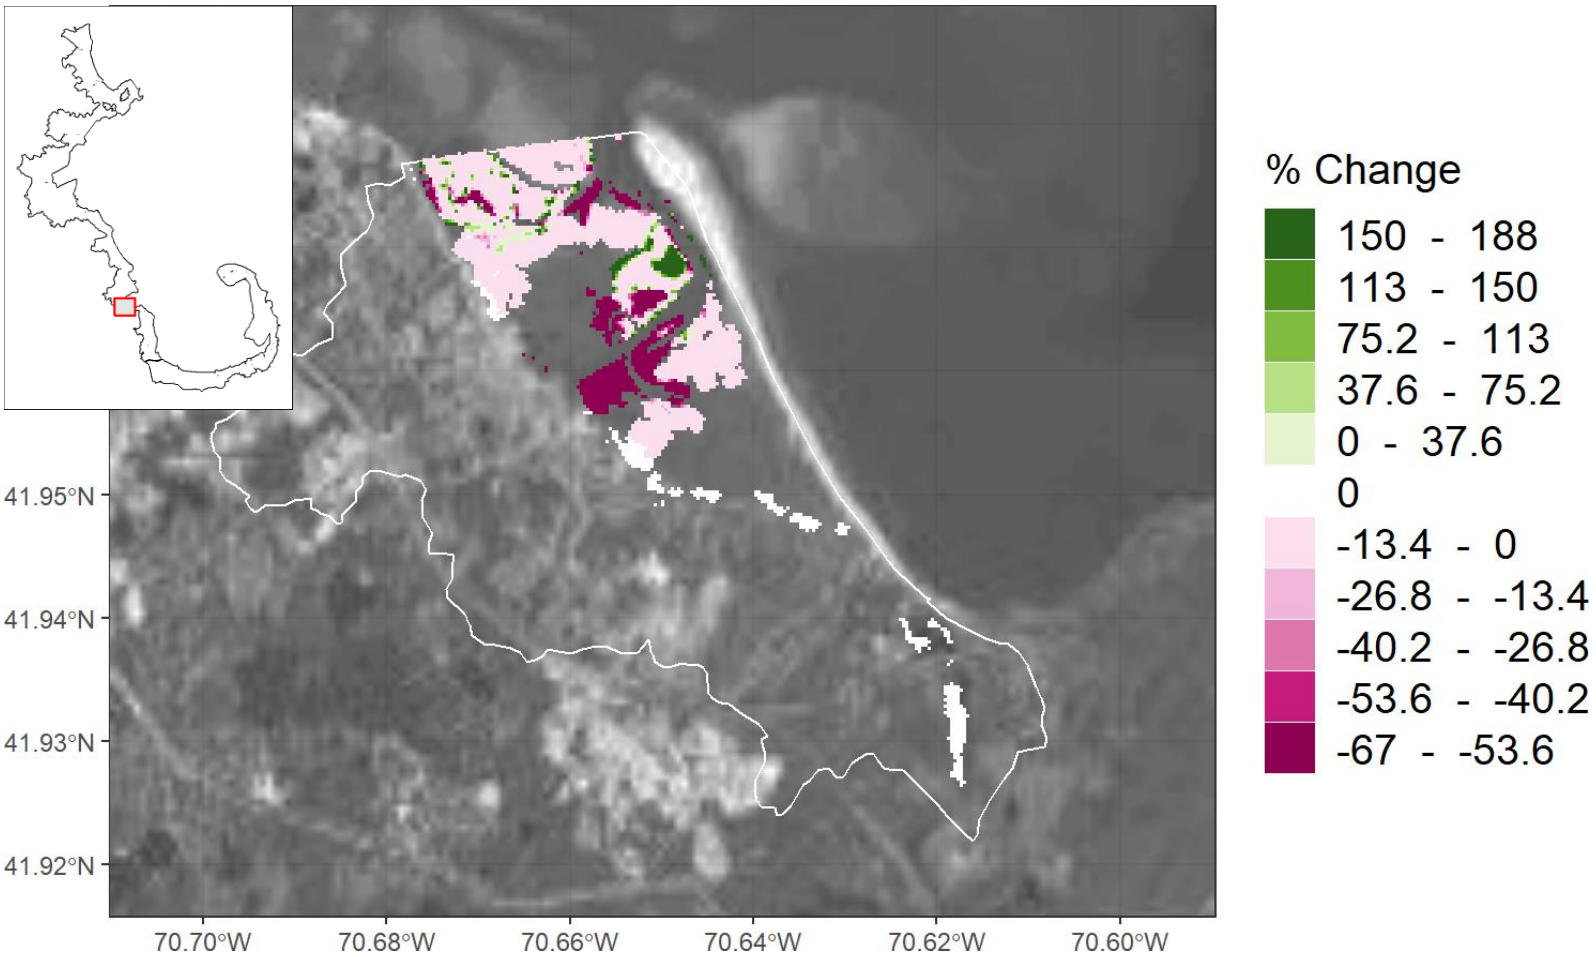 % Change
150 - 188
113 - 150
75.2 - 113
37.6 - 75.2
0 - 37.6
0
-13.4 - 0
-26.8 - -13.4
-40.2 - -26.8
-53.6 - -40.2
-67 - -53.6
41.95°N
41.94°N
41.93°N
41.92°N
70.70°W 70.68°W 70.66°W 70.64°W 70.62°W 70.60°W